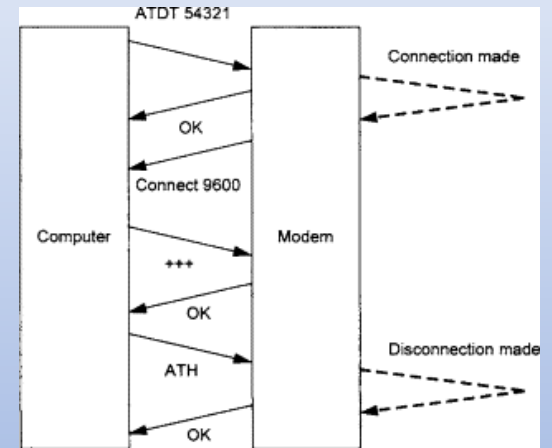 ATDT 54321
Connection made
OK
Connect 9600
Computer
Modem
+++
OK
Disconnection made
ATH
OK